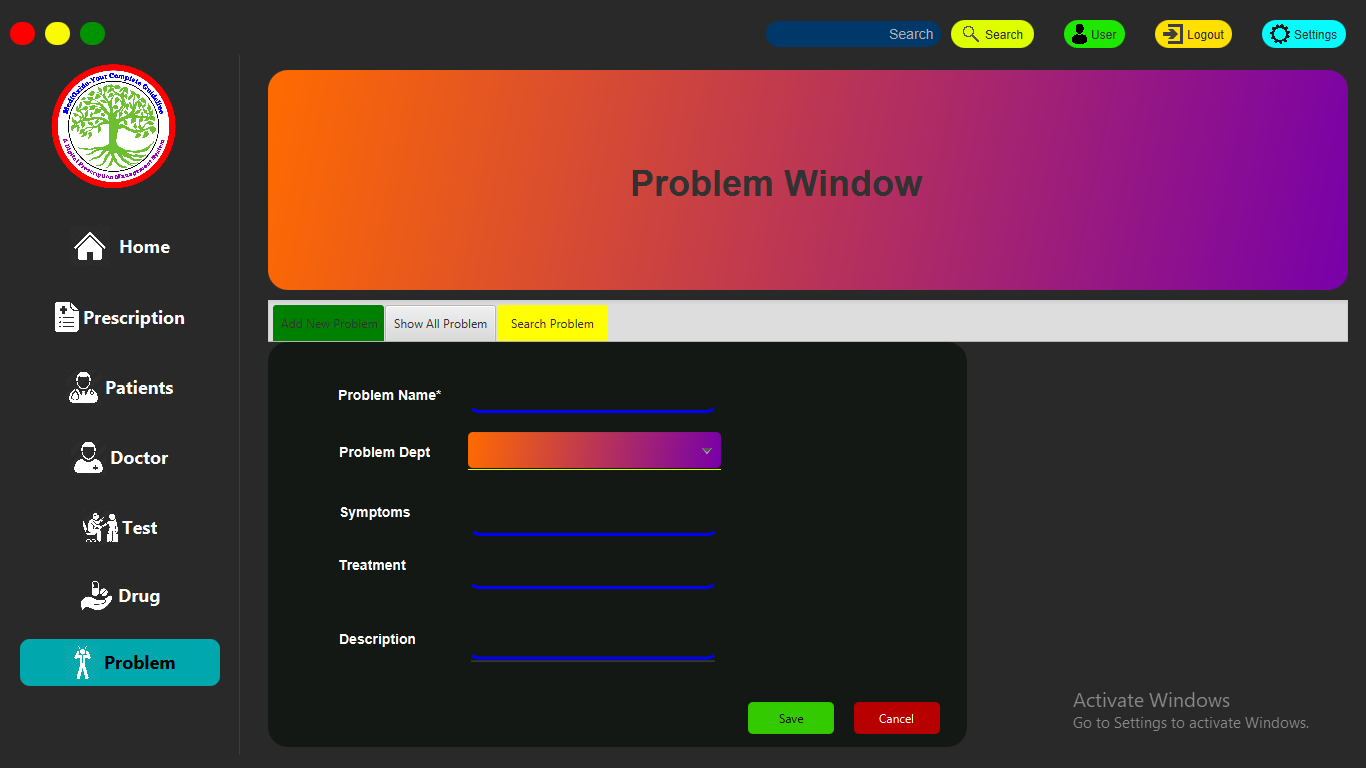 Search
Search
User
Logout
Settings
MediGuide-Your Complete Guideline
A Digital Prescription Management System
Problem Window
Home
Prescription
Patients
Doctor
Test
Drug
Problem
Add New Problem
Show All Problem
Search Problem
Problem Name*
Problem Dept
Symptoms
Treatment
Description
Save
Cancel
Activate Windows
Go to Settings to activate Windows.